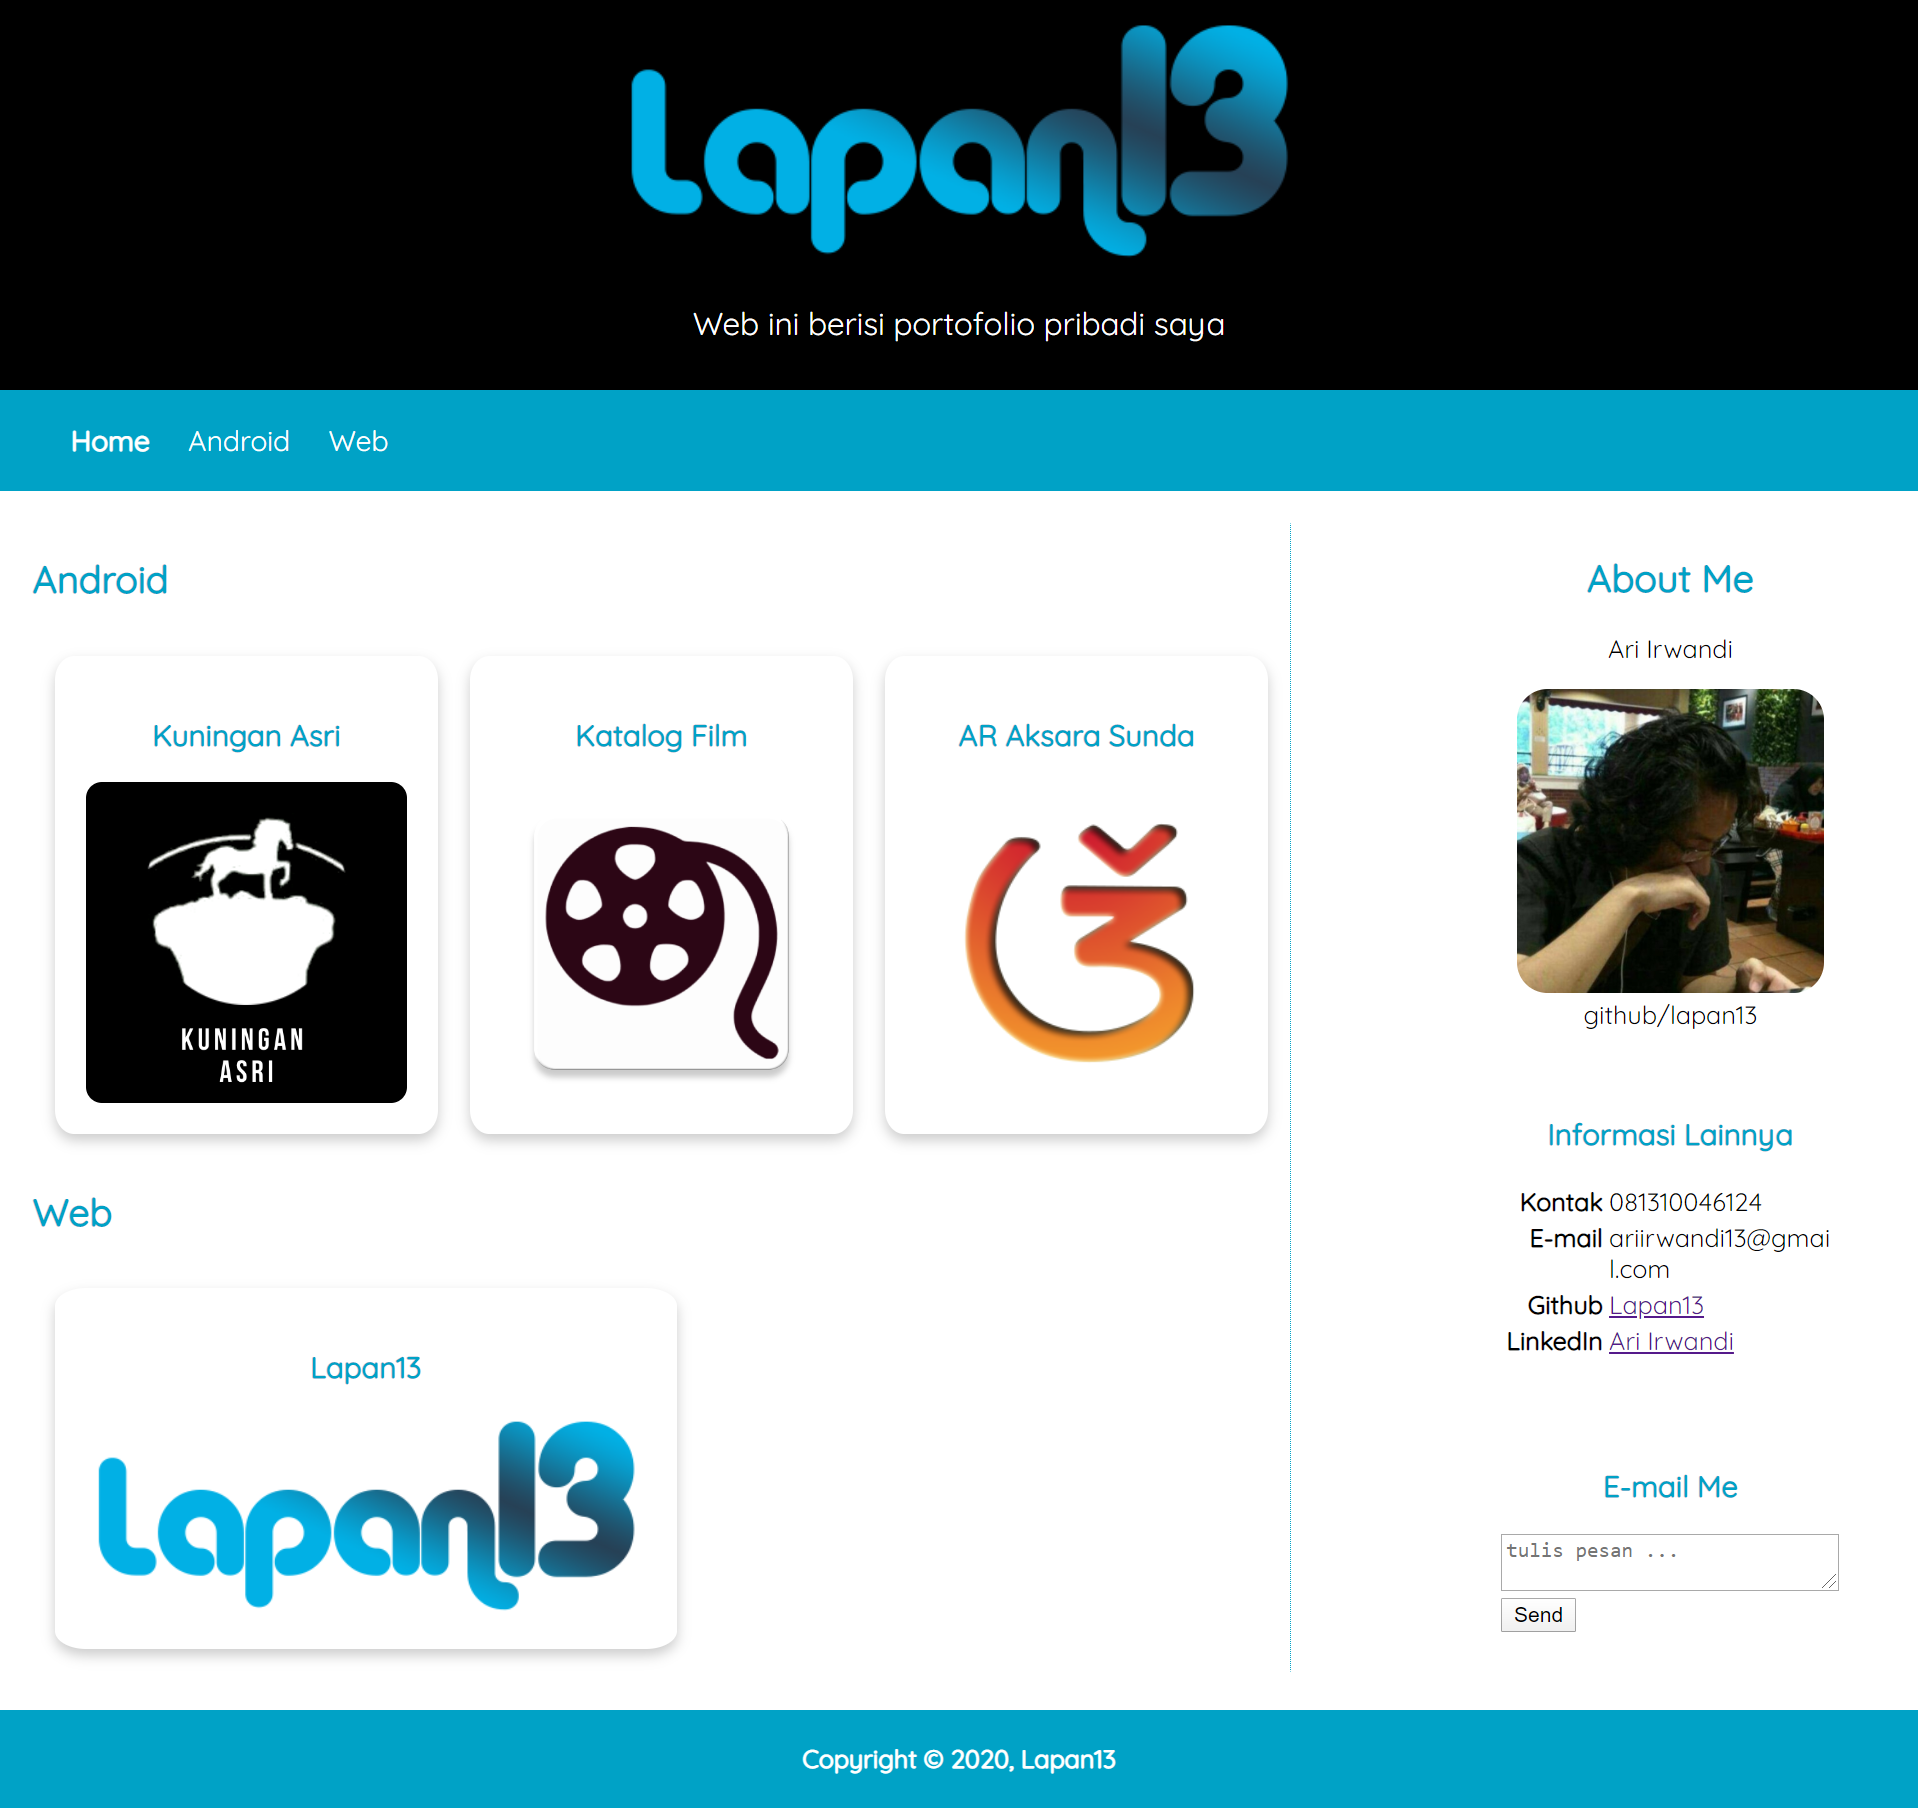 Lapan13
Web ini berisi portofolio pribadi saya
Home Android Web
Android
Kuningan Asri
KUNINGAN
ASRI
Katalog Film
AR Aksara Sunda
Web
Lapan13
Lapan13
About Me
Ari Irwandi
github/lapan13
Informasi Lainnya
Kontak 081310046124
E-mail ariirwandi13@gmai
l.com
Github Lapan13
LinkedIn Ari Irwandi
E-mail Me
tulis pesan ...
Send
Copyright © 2020, Lapan13